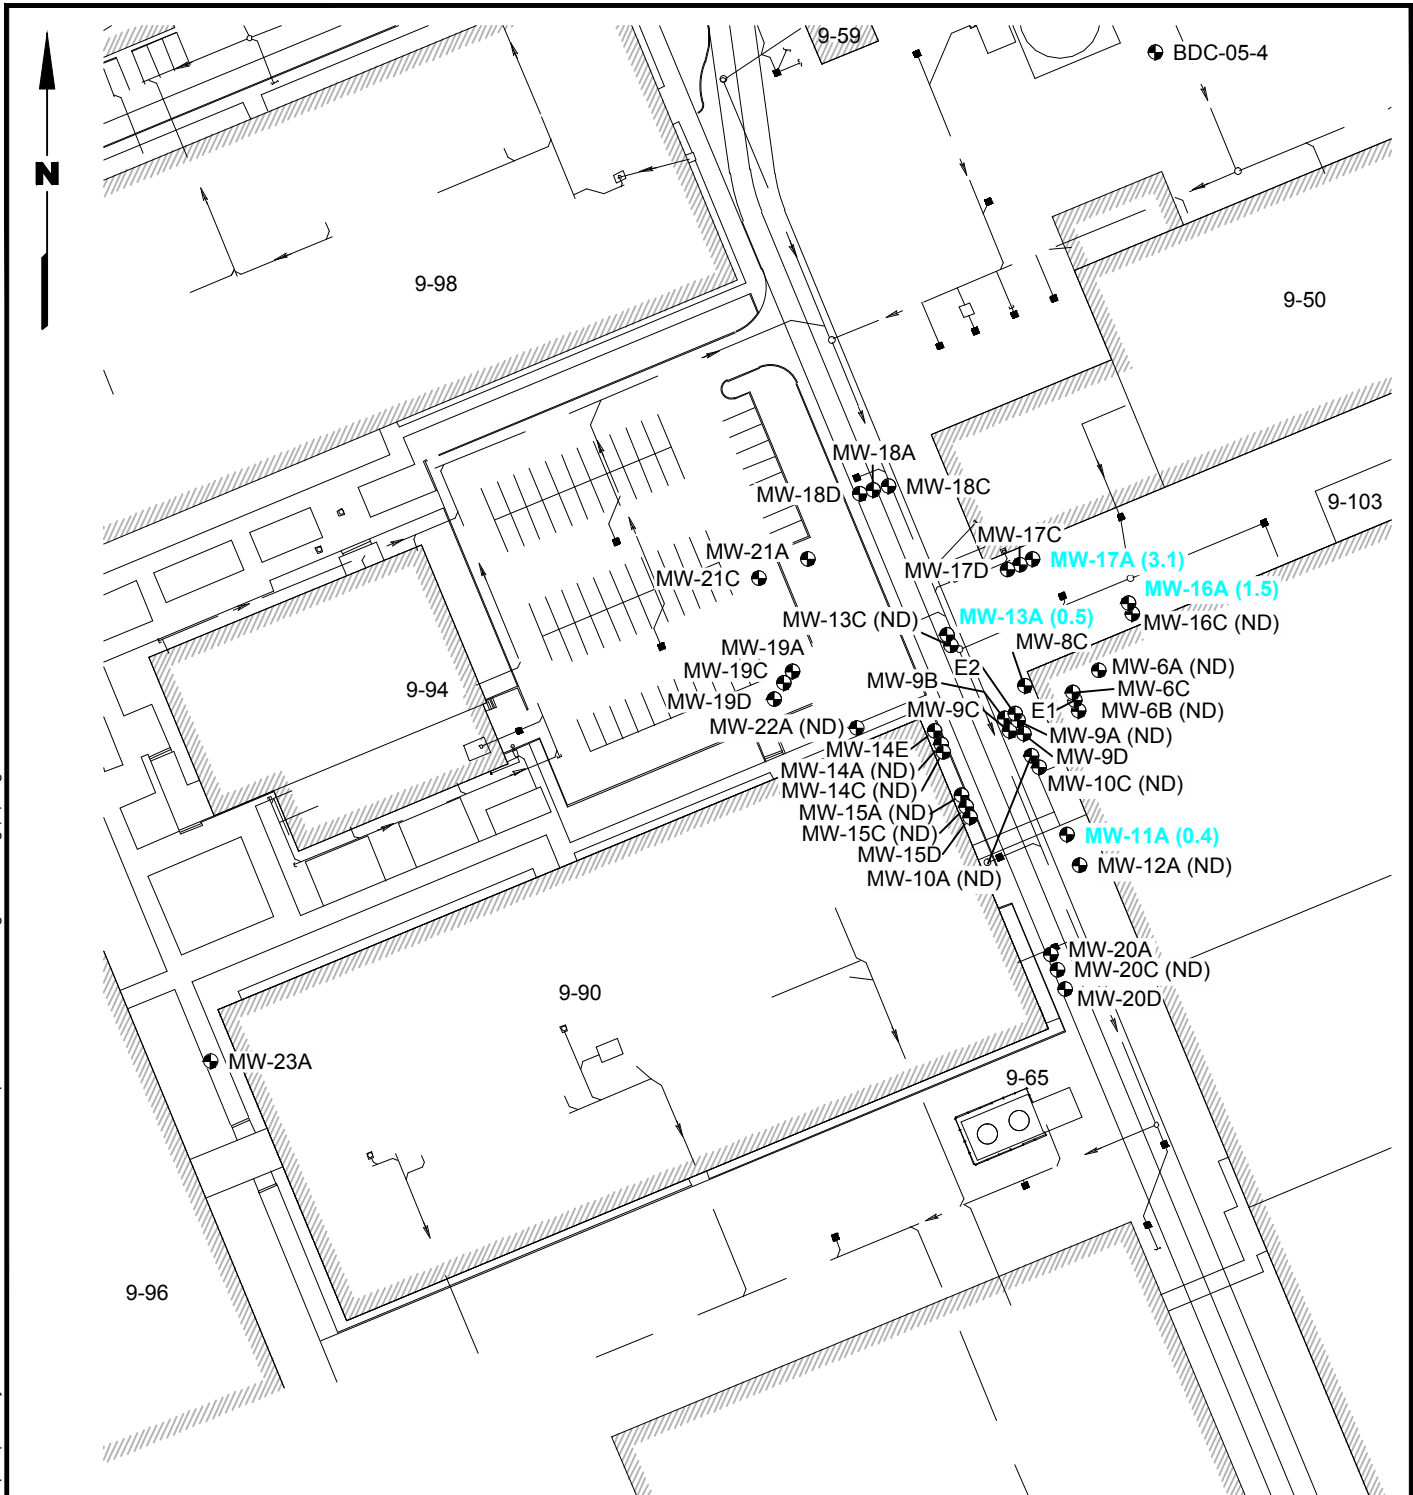 9-59
BDC-05-4
N
9-98
9-50
MW-18A
MW-18D
MW-18C
9-103
MW-17C
MW-21A
MW-17A (3.1)
MW-17D
MW-21C
MW-16A (1.5)
MW-13C (ND)
MW-13A (0.5)
MW-16C (ND)
MW-8C
MW-19A
E2
MW-6A (ND)
MW-19C
MW-9B
MW-6C
9-94
MW-19D
MW-9C
E1
MW-6B (ND)
MW-22A (ND)
MW-9A (ND)
MW-14E
MW-9D
MW-14A (ND)
MW-10C (ND)
MW-14C (ND)
MW-15A (ND)
MW-15C (ND)
MW-11A (0.4)
MW-15D
MW-12A (ND)
MW-10A (ND)
MW-20A
MW-20C (ND)
9-90
MW-20D
MW-23A
9-65
9-96